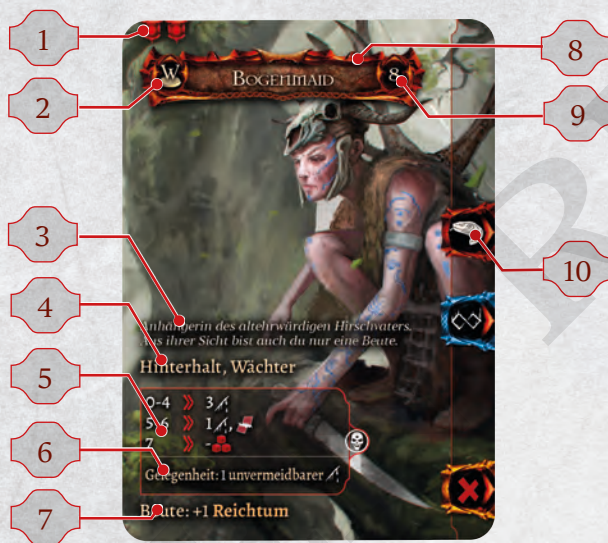 1
8
2
W
BOGENMAID
8
9
3
Anhängerin des altehrwürdigen Hirschvaters.
Aus ihrer Sicht bist auch du nur eine Beute.
10
4
Hinterhalt, Wächter
5
0-4 » 3
5-6 » 1,
7 » -
6
Gelegenheit: 1 unvermeidbarer
7
Beute: +1 Reichtum